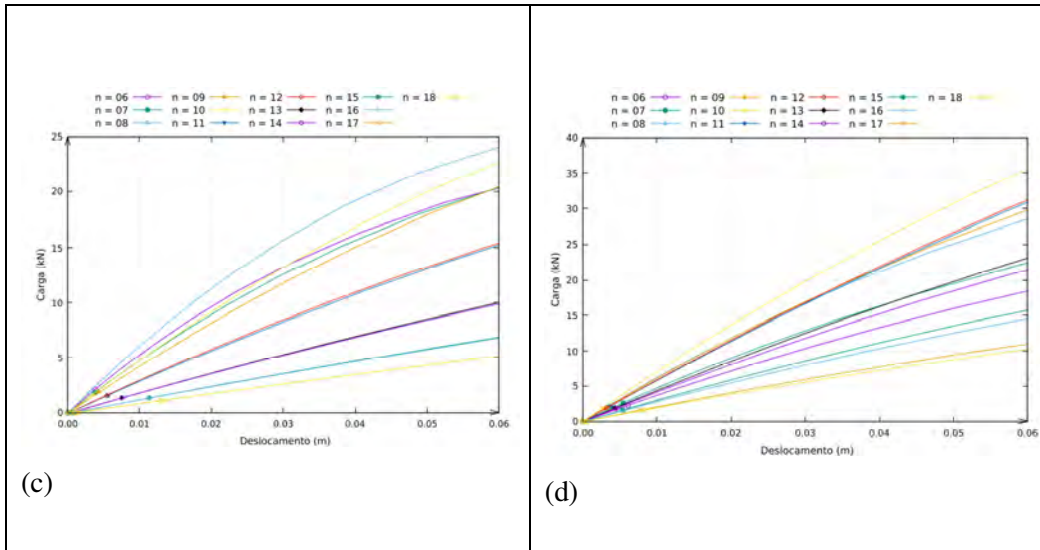 n = 06 n = 09 n = 12 n = 15 n = 18
n = 07 n = 10 n = 13 n = 16
n = 08 n = 11 n = 14 n = 17
25
20
15
10
5
0
0.00 0.01 0.02 0.03 0.04 0.05 0.06
Carga (kN)
Deslocamento (m)
(c)
n = 06 n = 09 n = 12 n = 15 n = 18
n = 07 n = 10 n = 13 n = 16
n = 08 n = 11 n = 14 n = 17
40
35
30
25
20
15
10
5
0
0.00 0.01 0.02 0.03 0.04 0.05 0.06
Carga (kN)
Deslocamento (m)
(d)